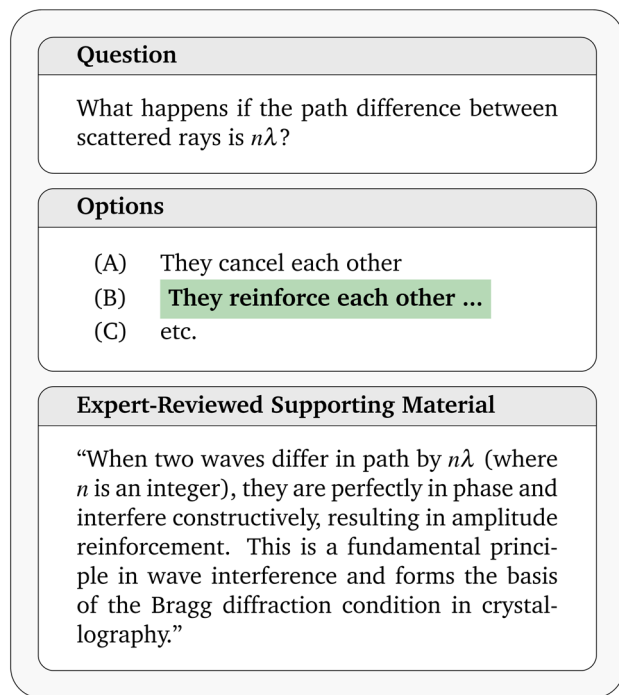 Question
What happens if the path difference between
scattered rays is nλ?
Options
(A) They cancel each other
(B) They reinforce each other ...
(C) etc.
Expert-Reviewed Supporting Material
“When two waves differ in path by nλ (where
n is an integer), they are perfectly in phase and
interfere constructively, resulting in amplitude
reinforcement. This is a fundamental princi-
ple in wave interference and forms the basis
of the Bragg diffraction condition in crystal-
lography.”